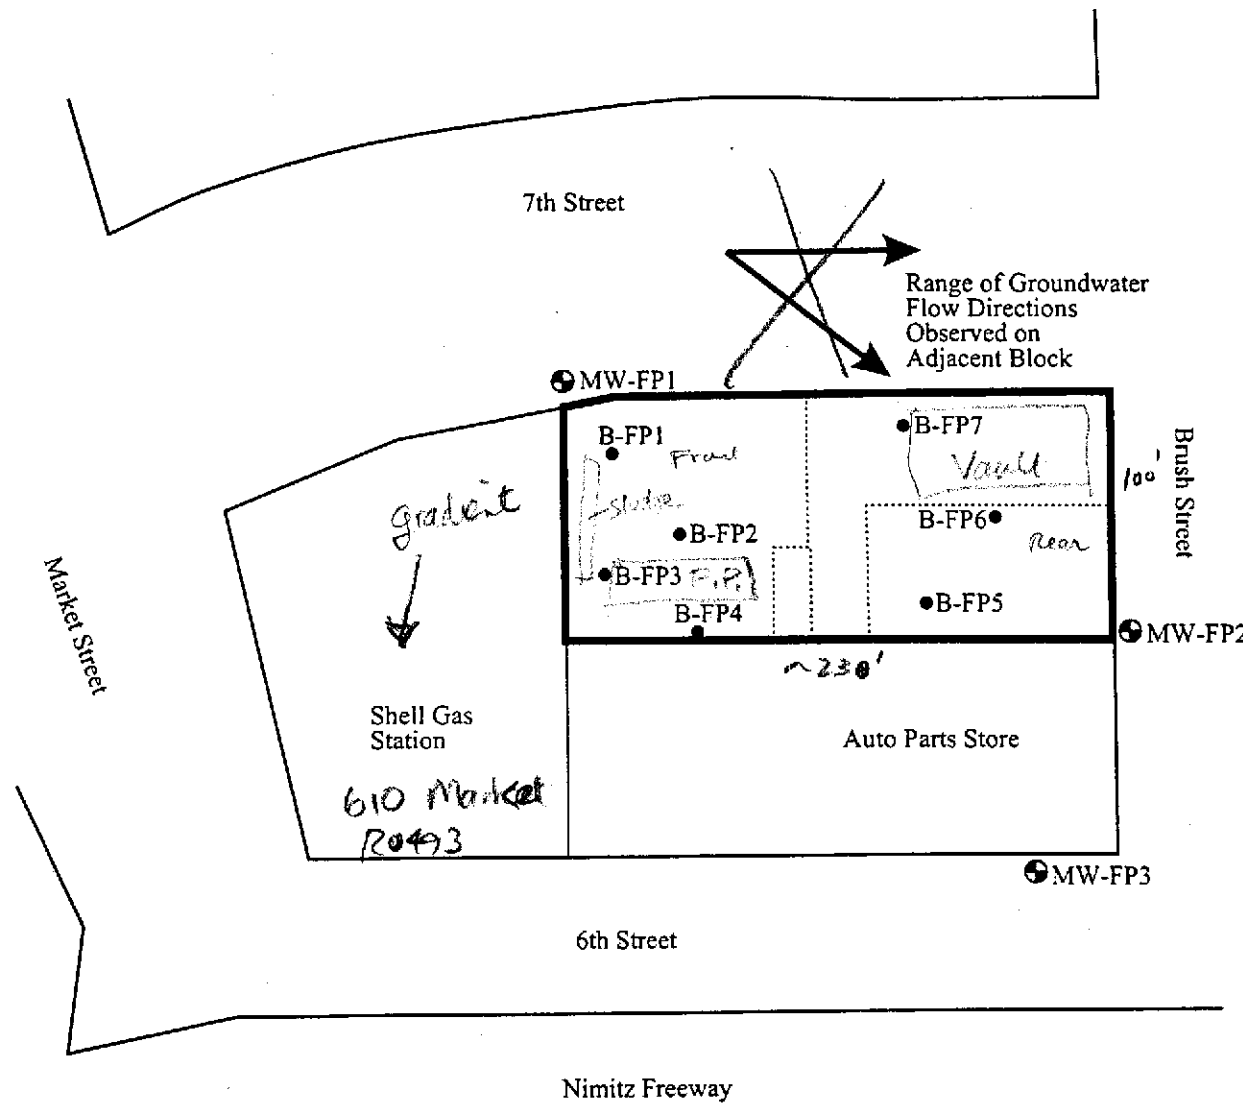 7th Street
Range of Groundwater
Flow Directions
Observed on
Adjacent Block
MW-FP1
B-FP1
Front
B-FP7
Vault
Brush Street
100'
gradient
B-FP2
B-FP6
Rear
B-FP3
F.P.
B-FP5
B-FP4
MW-FP2
~230'
Market Street
Shell Gas
Station
Auto Parts Store
610 Market
R0493
MW-FP3
6th Street
Nimitz Freeway